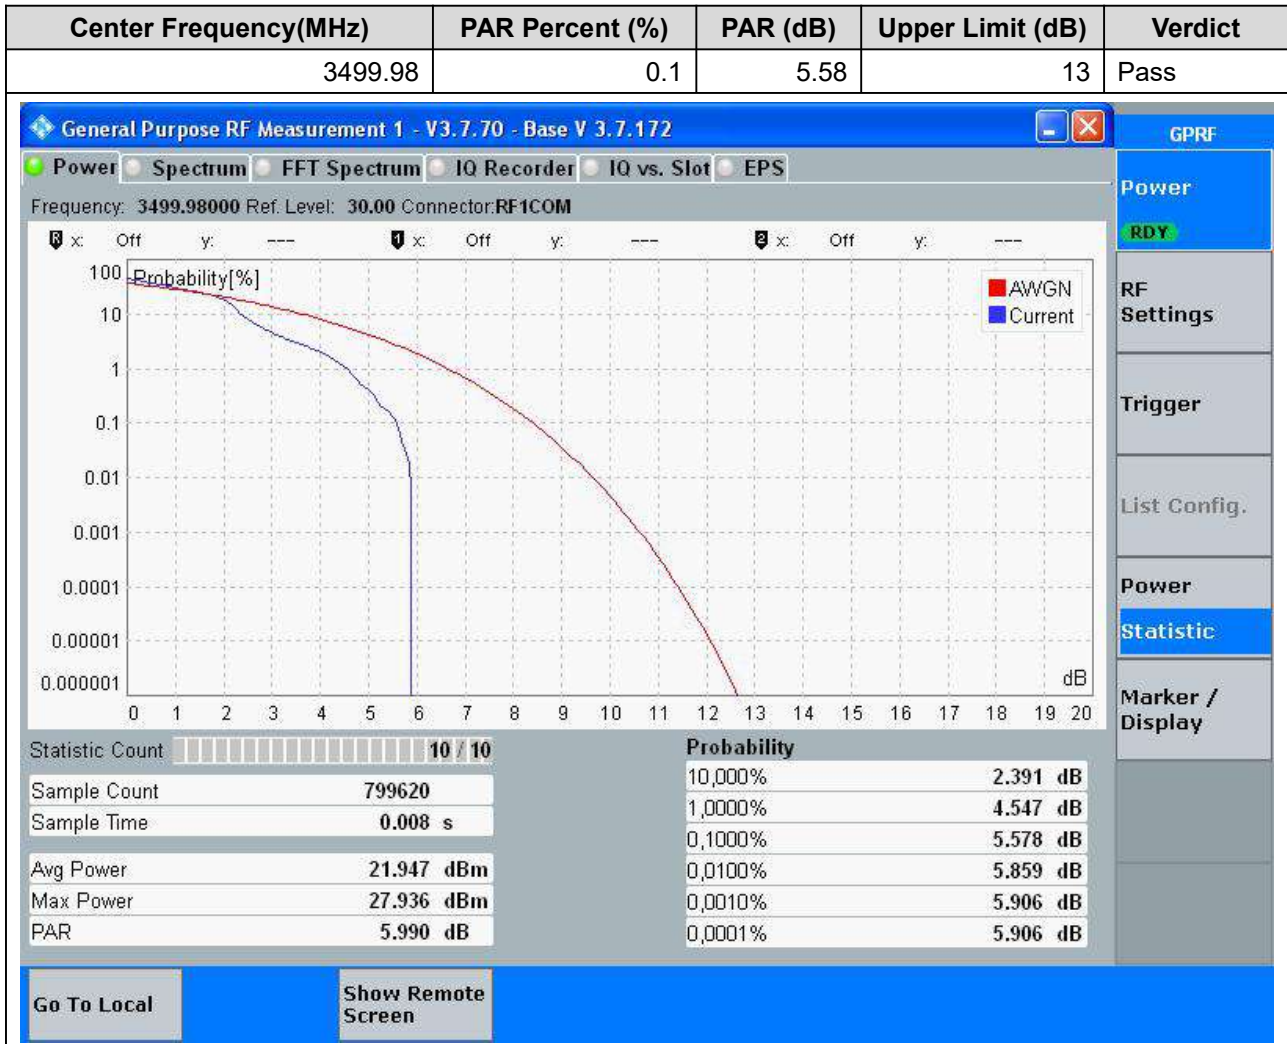 Center Frequency(MHz) PAR Percent (%) PAR (dB) Upper Limit (dB) Verdict
3499.98 0.1 5.58 13 Pass
General Purpose RF Measurement 1 - V3.7.70 - Base V 3.7.172
GPRF
Power Spectrum FFT Spectrum IQ Recorder IQ vs. Slot EPS
Power
RDY
Frequency: 3499.98000 Ref. Level: 30.00 Connector:RF1COM
R x: Off y: --- 1 x: Off y: --- 2 x: Off y: ---
Probability[%]
AWGN
Current
100
10
1
0.1
0.01
0.001
0.0001
0.00001
0.000001
dB
0 1 2 3 4 5 6 7 8 9 10 11 12 13 14 15 16 17 18 19 20
RF
Settings
Trigger
List Config.
Power
Statistic
Marker /
Display
Statistic Count 10 / 10
Sample Count 799620
Sample Time 0.008 s
Avg Power 21.947 dBm
Max Power 27.936 dBm
PAR 5.990 dB
Probability
10,000% 2.391 dB
1,0000% 4.547 dB
0,1000% 5.578 dB
0,0100% 5.859 dB
0,0010% 5.906 dB
0,0001% 5.906 dB
Go To Local
Show Remote
Screen